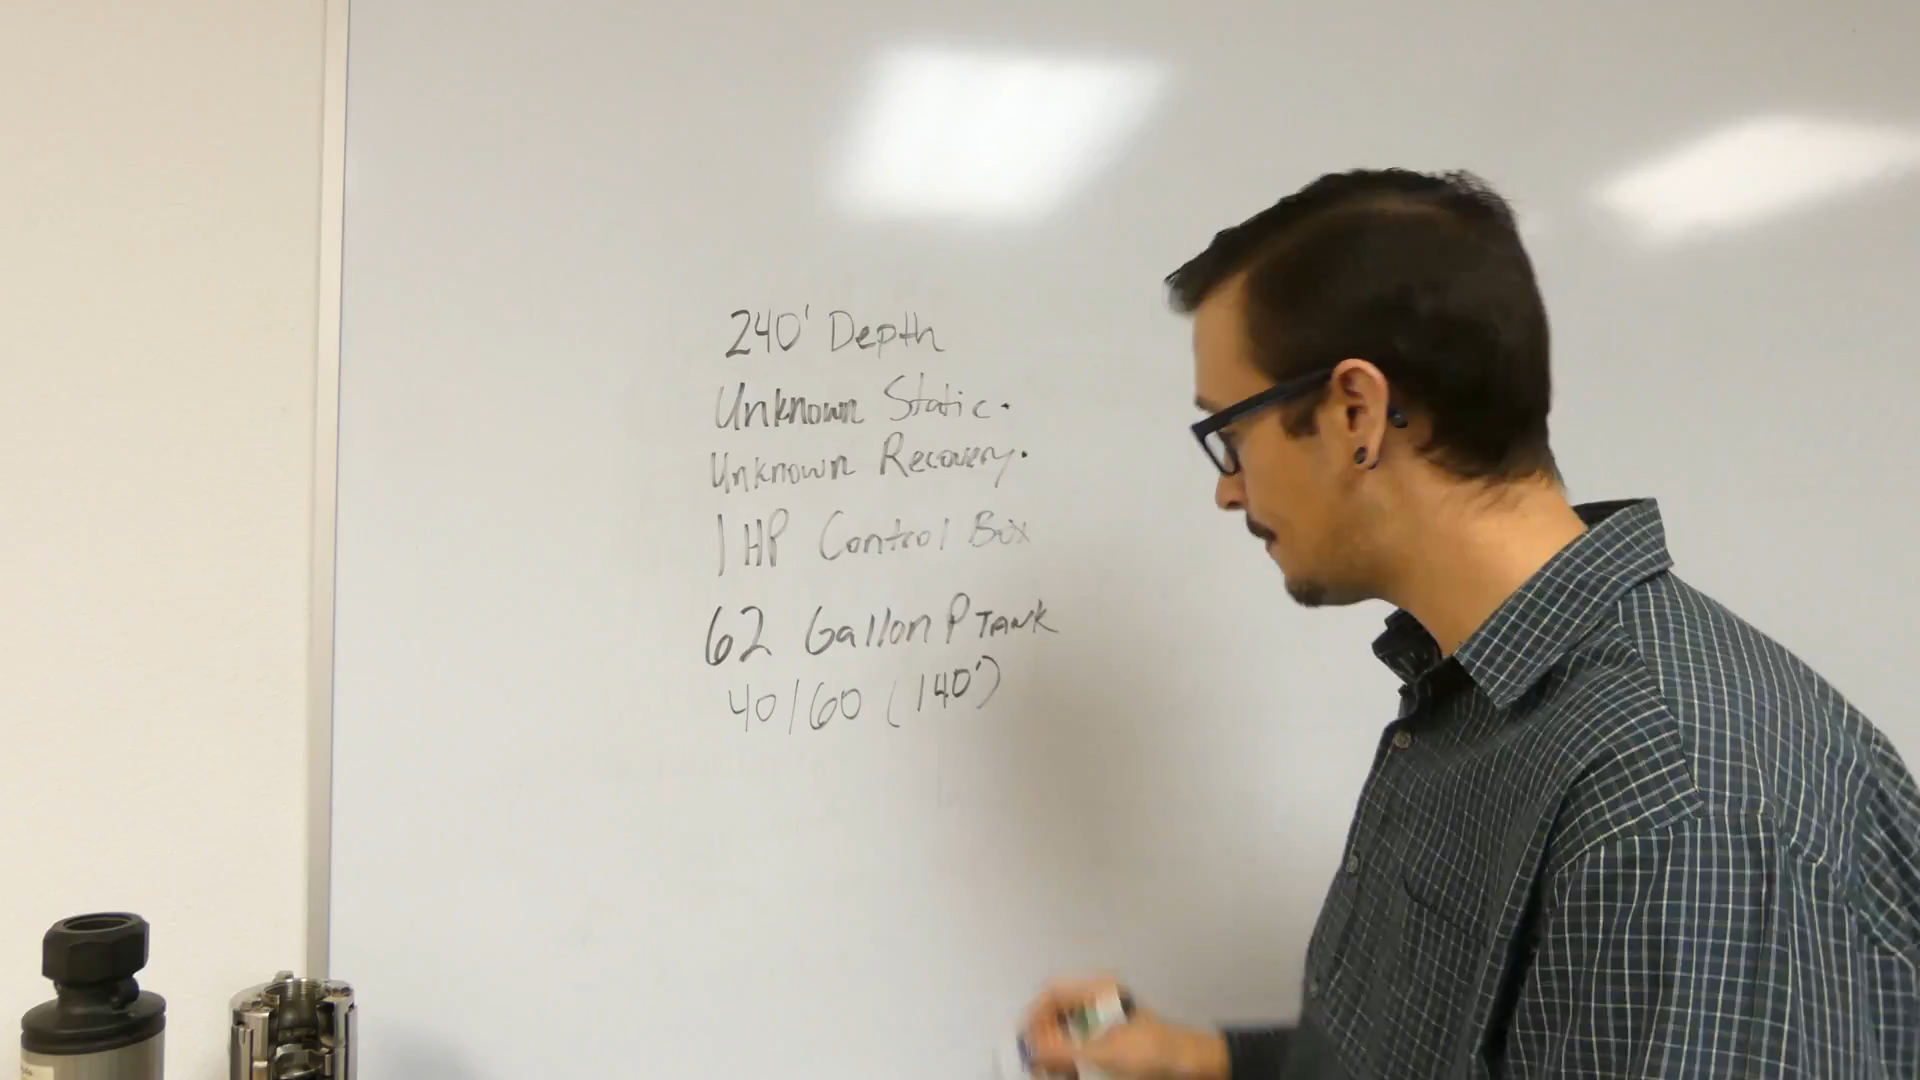 240' Depth
Unknown Static.
Unknown Recovery.
1 HP Control Box
62 Gallon P TANK
40/60 (140')